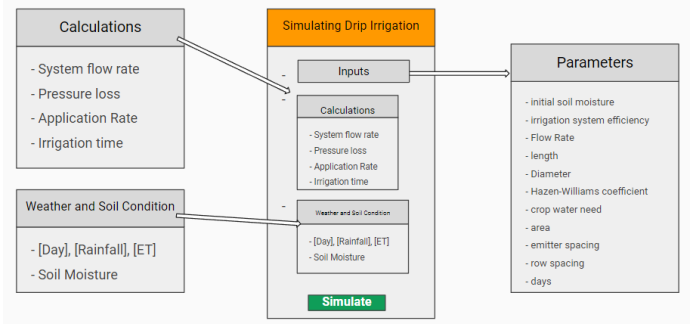 Calculations
- System flow rate
- Pressure loss
- Application Rate
- Irrigation time
Weather and Soil Condition
- [Day], [Rainfall], [ET]
- Soil Moisture
Simulating Drip Irrigation
-
Inputs
-
Calculations
- System flow rate
- Pressure loss
- Application Rate
- Irrigation time
-
Weather and Soil Condition
- [Day], [Rainfall], [ET]
- Soil Moisture
Simulate
Parameters
- initial soil moisture
- irrigation system efficiency
- Flow Rate
- length
- Diameter
- Hazen-Williams coefficient
- crop water need
- area
- emitter spacing
- row spacing
- days